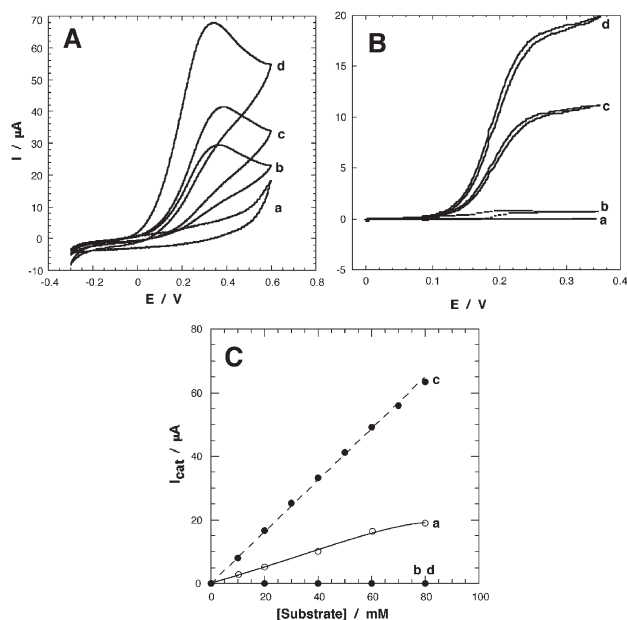 A
I / μA
70
60
50
40
30
20
10
0
-10
-0.4
-0.2
0
0.2
0.4
0.6
0.8
E / V
d
c
b
a
B
20
15
10
5
0
-5
0
0.1
0.2
0.3
0.4
E / V
d
c
b
a
C
Icat / μA
80
60
40
20
0
0
20
40
60
80
100
[Substrate] / mM
c
a
b d